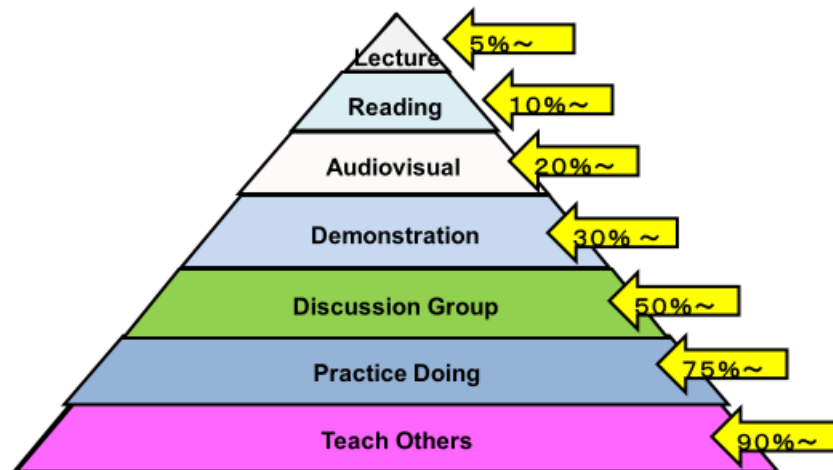 Lecture
5%~
Reading
10%~
Audiovisual
20%~
Demonstration
30% ~
Discussion Group
50%~
Practice Doing
75%~
Teach Others
90%~